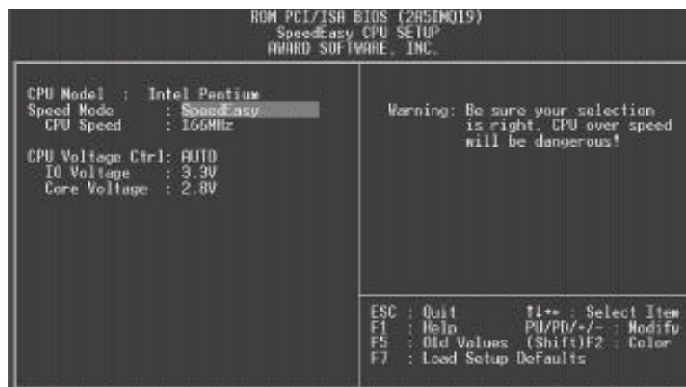 ROM PCI/ISA BIOS (2A5IMQ19)
SpeedEasy CPU SETUP
AWARD SOFTWARE, INC.
CPU Model : Intel Pentium
Speed Mode : SpeedEasy
CPU Speed : 166MHz
CPU Voltage Ctrl: AUTO
IO Voltage : 3.3V
Core Voltage : 2.8V
Warning: Be sure your selection
is right, CPU over speed
will be dangerous!
ESC : Quit ↑↓→← : Select Item
F1 : Help PU/PD/+/- : Modify
F5 : Old Values (Shift)F2 : Color
F7 : Load Setup Defaults